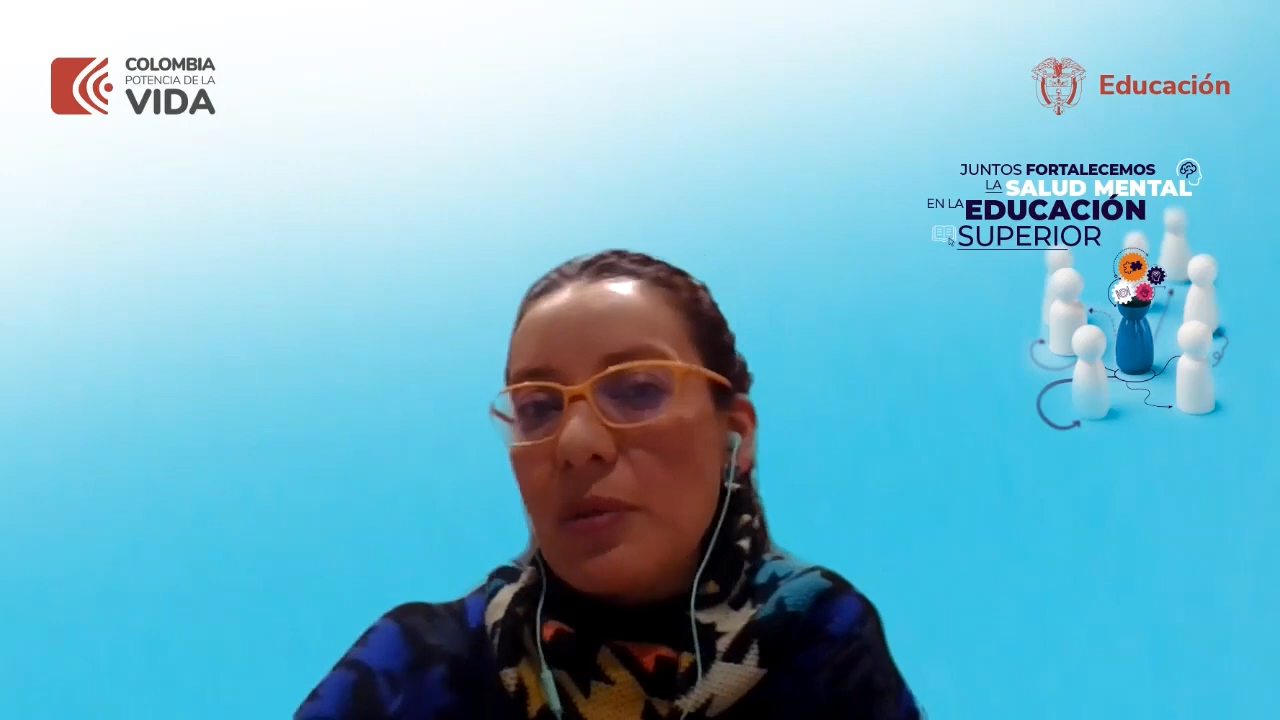 COLOMBIA
POTENCIA DE LA
VIDA
Educación
JUNTOS FORTALECEMOS
LA SALUD MENTAL
EN LA EDUCACIÓN
SUPERIOR